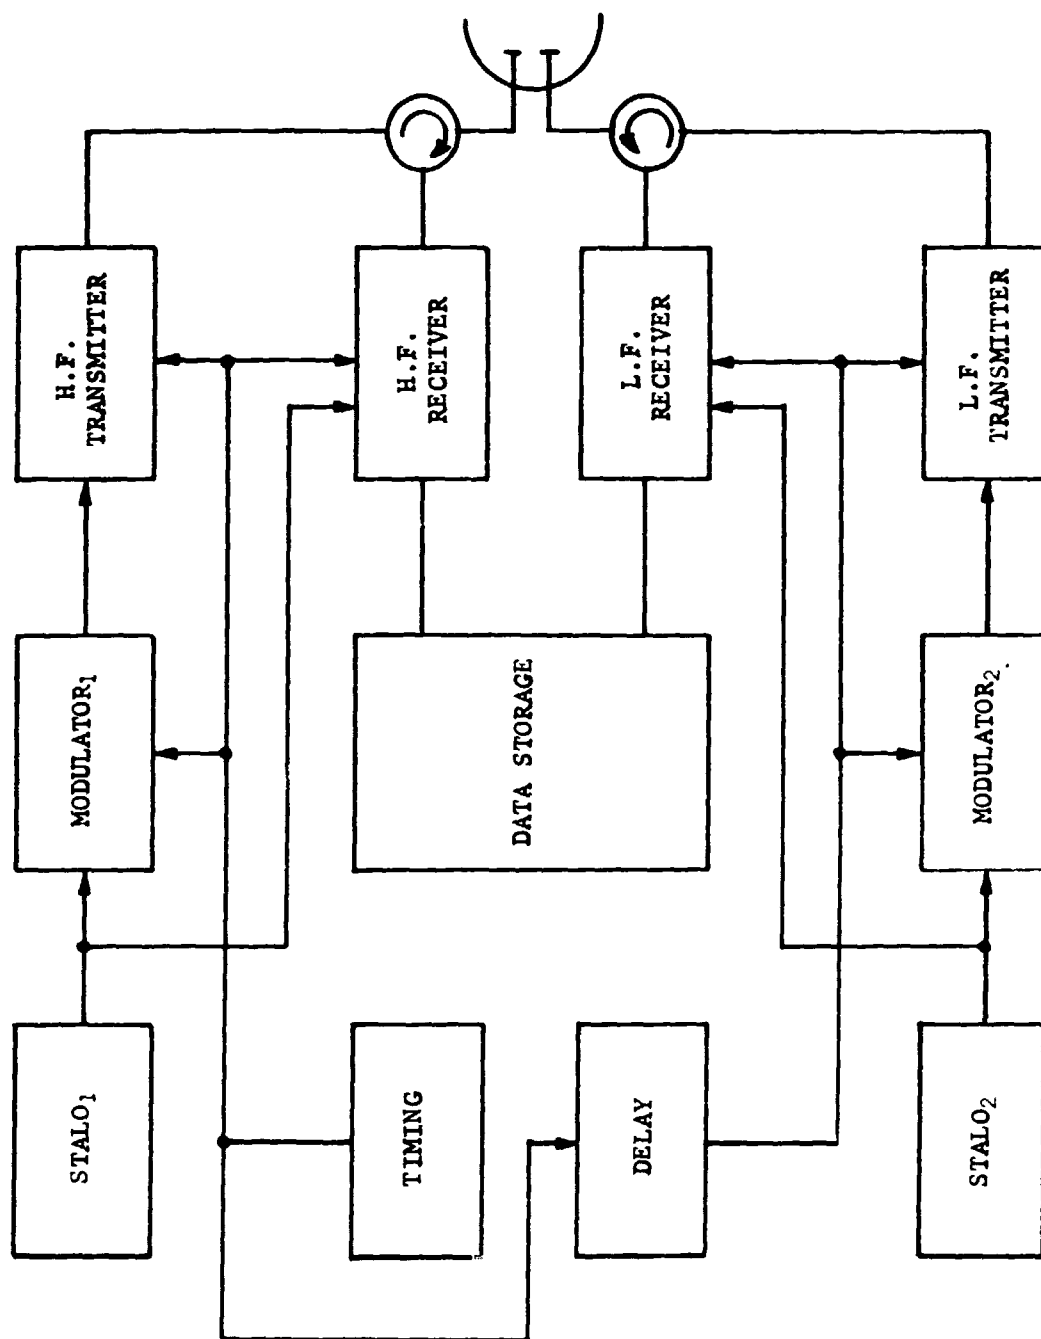 H.F.
TRANSMITTER
H.F.
RECEIVER
L.F.
RECEIVER
L.F.
TRANSMITTER
MODULATOR₁
DATA STORAGE
MODULATOR₂
STALO₁
TIMING
DELAY
STALO₂